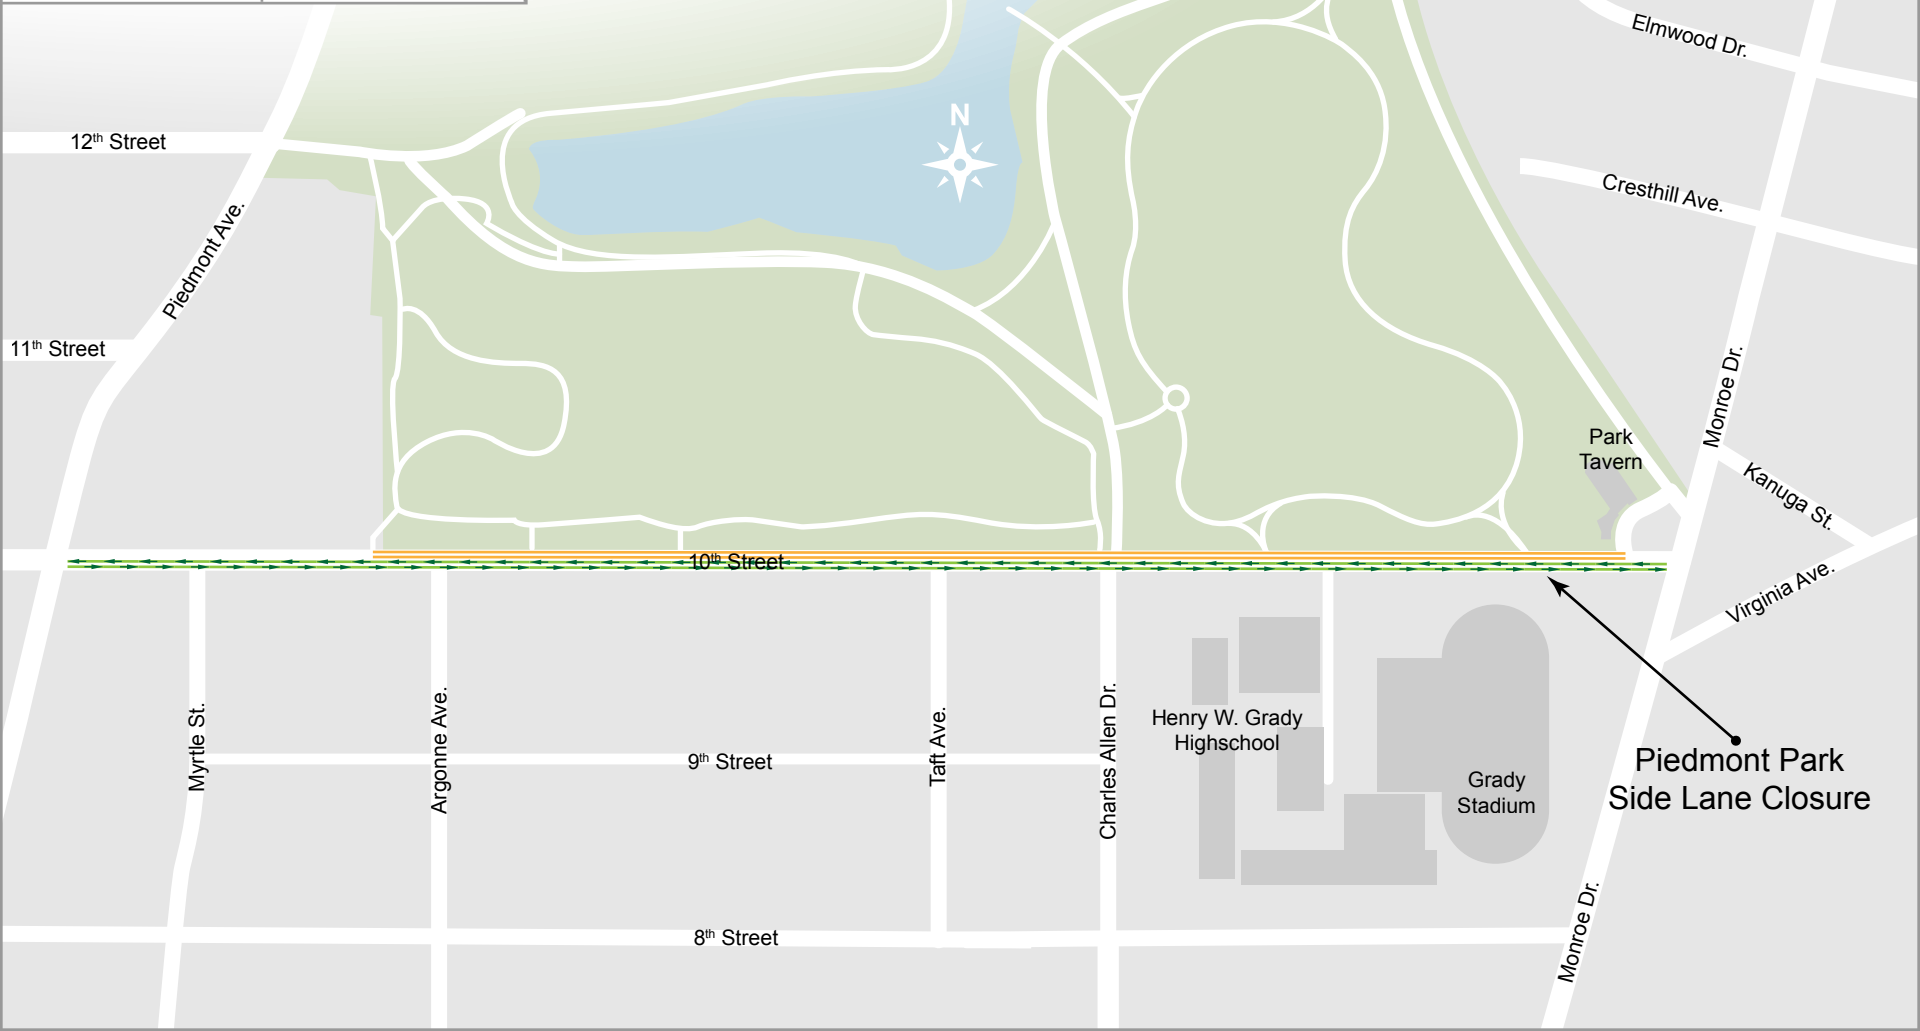 Elmwood Dr.
N
12th Street
Cresthill Ave.
Piedmont Ave.
11th Street
Monroe Dr.
Park
Tavern
Kanuga St.
10th Street
Virginia Ave.
Myrtle St.
Argonne Ave.
9th Street
Taft Ave.
Charles Allen Dr.
Henry W. Grady
Highschool
Grady
Stadium
Piedmont Park
Side Lane Closure
8th Street
Monroe Dr.